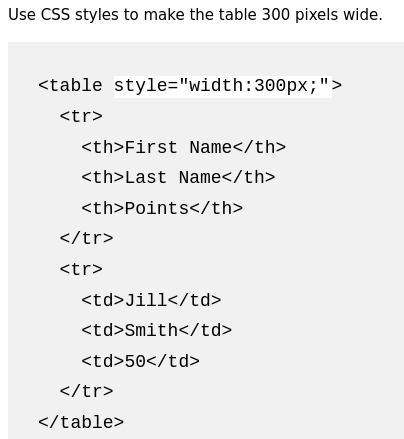 Use CSS styles to make the table 300 pixels wide.
<table style="width:300px;">
<tr>
<th>First Name</th>
<th>Last Name</th>
<th>Points</th>
</tr>
<tr>
<td>Jill</td>
<td>Smith</td>
<td>50</td>
</tr>
</table>